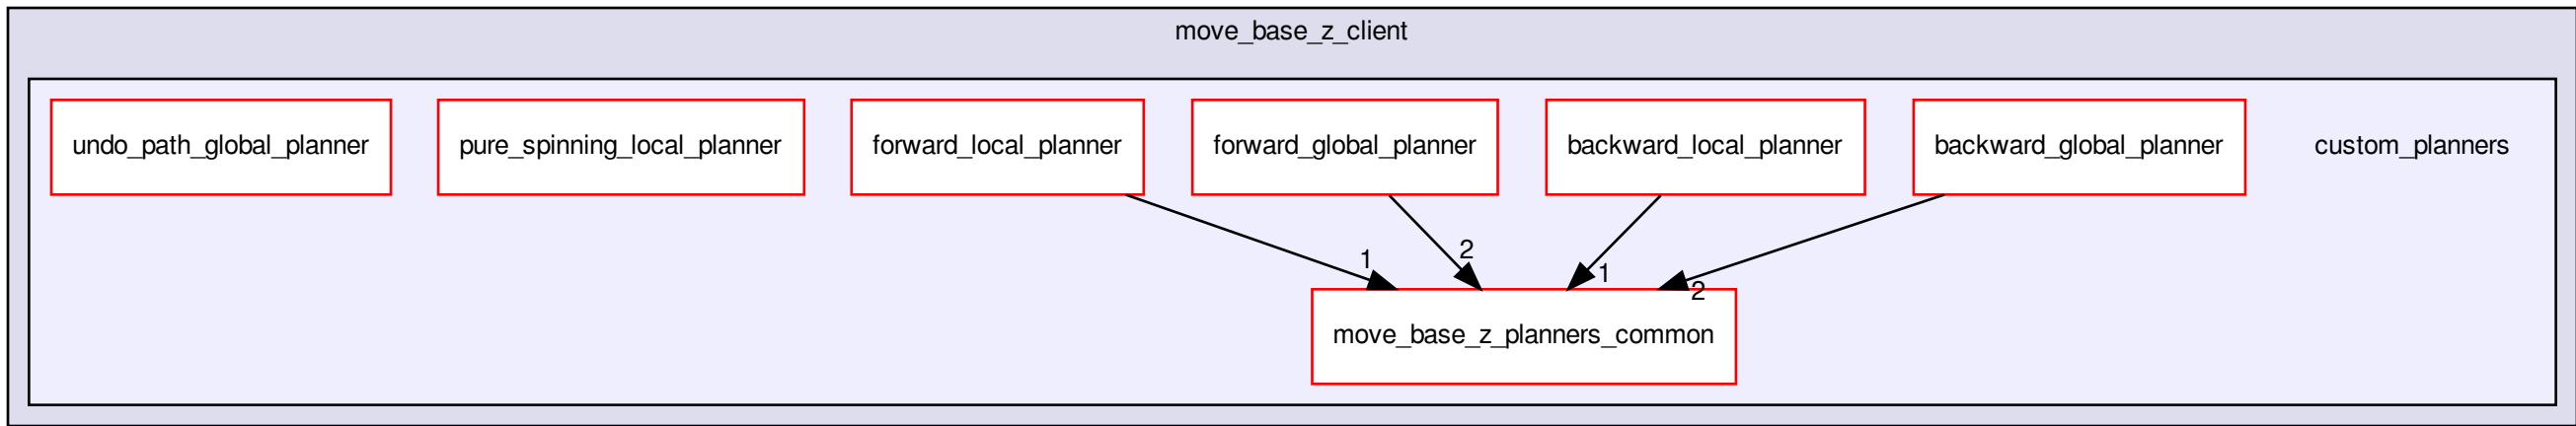 move_base_z_client
undo_path_global_planner
pure_spinning_local_planner
forward_local_planner
forward_global_planner
backward_local_planner
backward_global_planner
custom_planners
1
2
1
2
move_base_z_planners_common